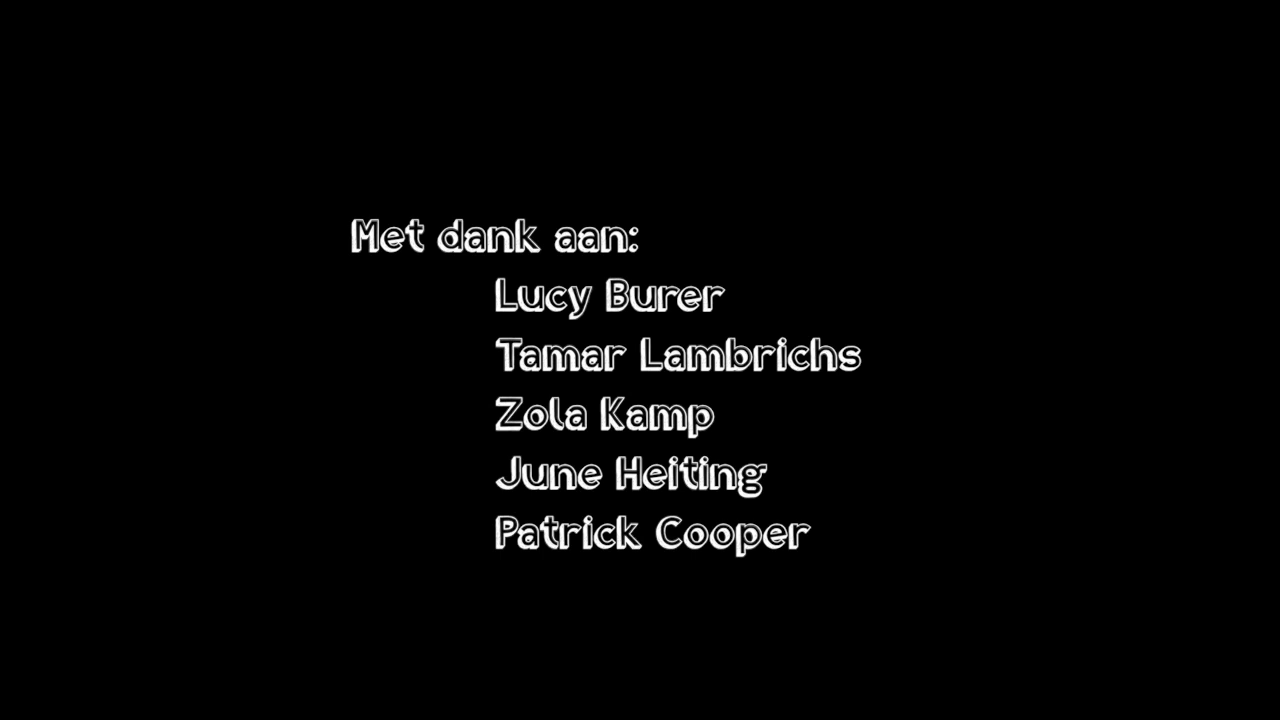 Met dank aan:
Lucy Burer
Tamar Lambrichs
Zola Kamp
June Heiting
Patrick Cooper